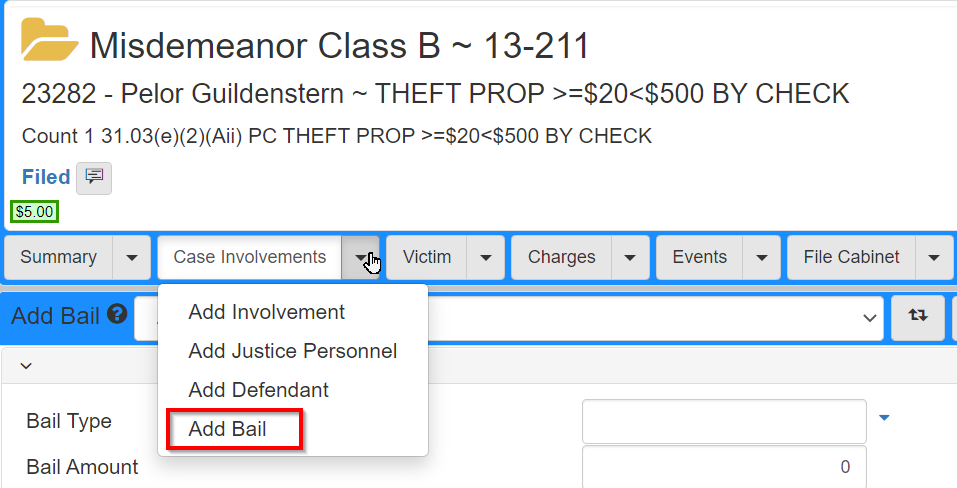 Misdemeanor Class B ~ 13-211
23282 - Pelor Guildenstern ~ THEFT PROP >=$20<$500 BY CHECK
Count 1 31.03(e)(2)(Aii) PC THEFT PROP >=$20<$500 BY CHECK
Filed
$5.00
Summary Case Involvements Victim Charges Events File Cabinet
Add Bail ?
Add Involvement
Add Justice Personnel
Add Defendant
Add Bail
Bail Type
Bail Amount 0